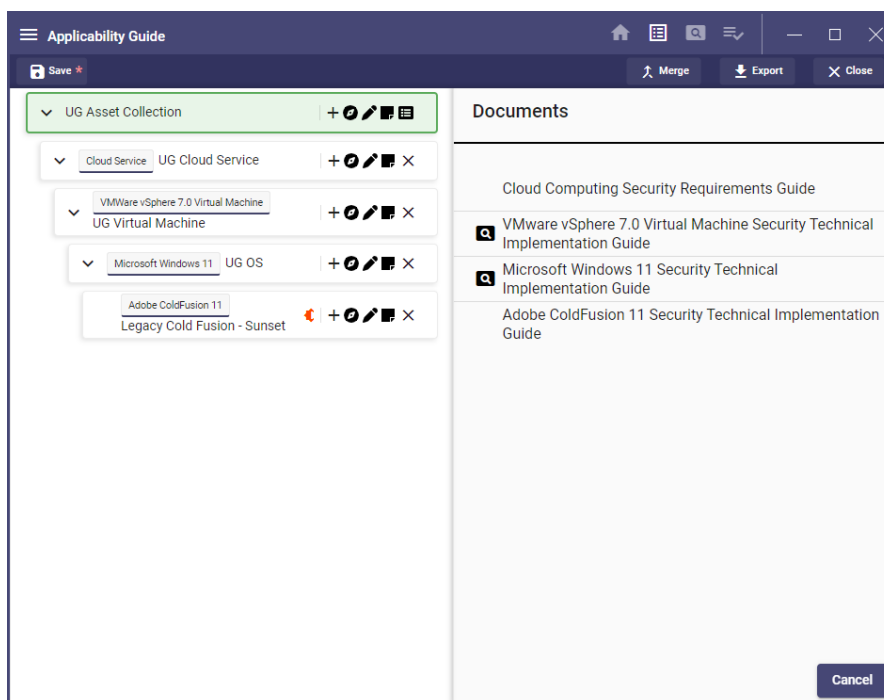 Applicability Guide
Save *
Merge
Export
Close
UG Asset Collection
Cloud Service UG Cloud Service
VMWare vSphere 7.0 Virtual Machine
UG Virtual Machine
Microsoft Windows 11 UG OS
Adobe ColdFusion 11
Legacy Cold Fusion - Sunset
Documents
Cloud Computing Security Requirements Guide
VMware vSphere 7.0 Virtual Machine Security Technical
Implementation Guide
Microsoft Windows 11 Security Technical
Implementation Guide
Adobe ColdFusion 11 Security Technical Implementation
Guide
Cancel